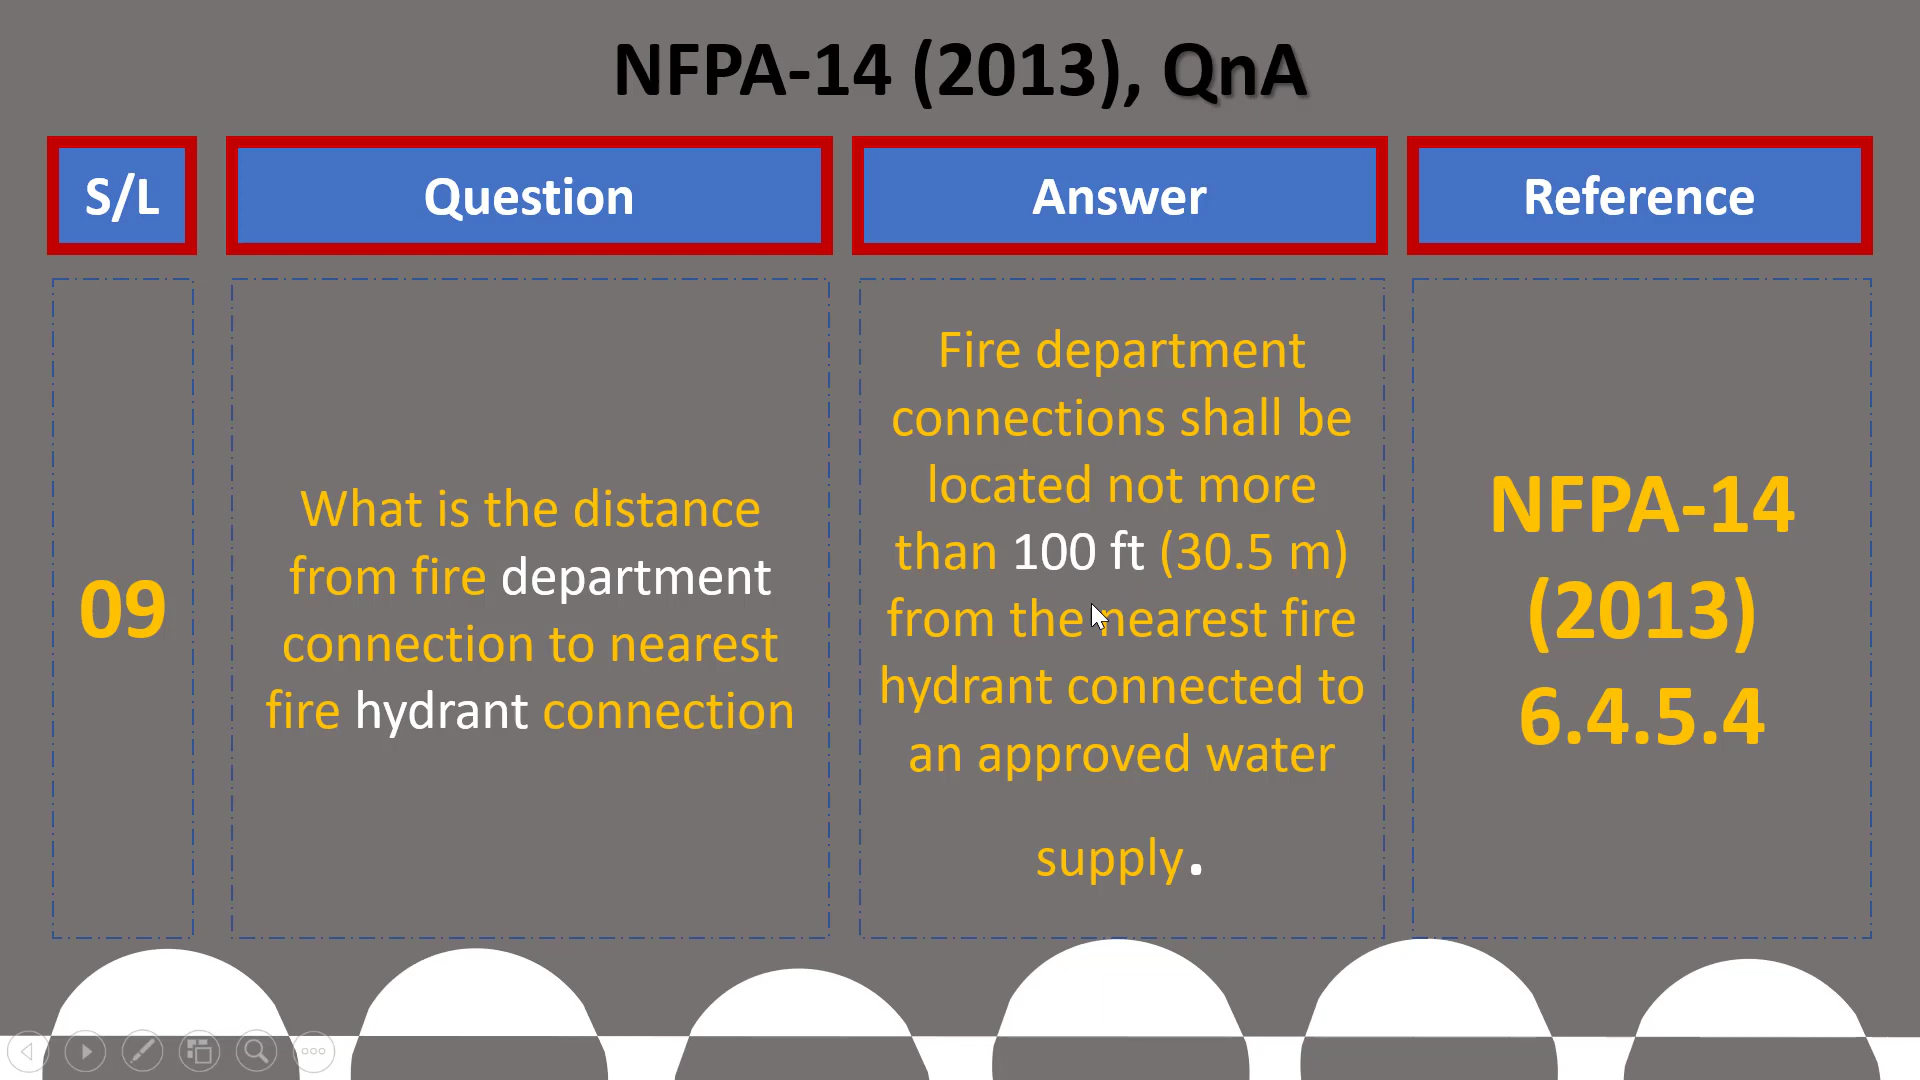 NFPA-14 (2013), QnA
S/L
Question
Answer
Reference
09
What is the distance
from fire department
connection to nearest
fire hydrant connection
Fire department
connections shall be
located not more
than 100 ft (30.5 m)
from the nearest fire
hydrant connected to
an approved water
supply.
NFPA-14
(2013)
6.4.5.4